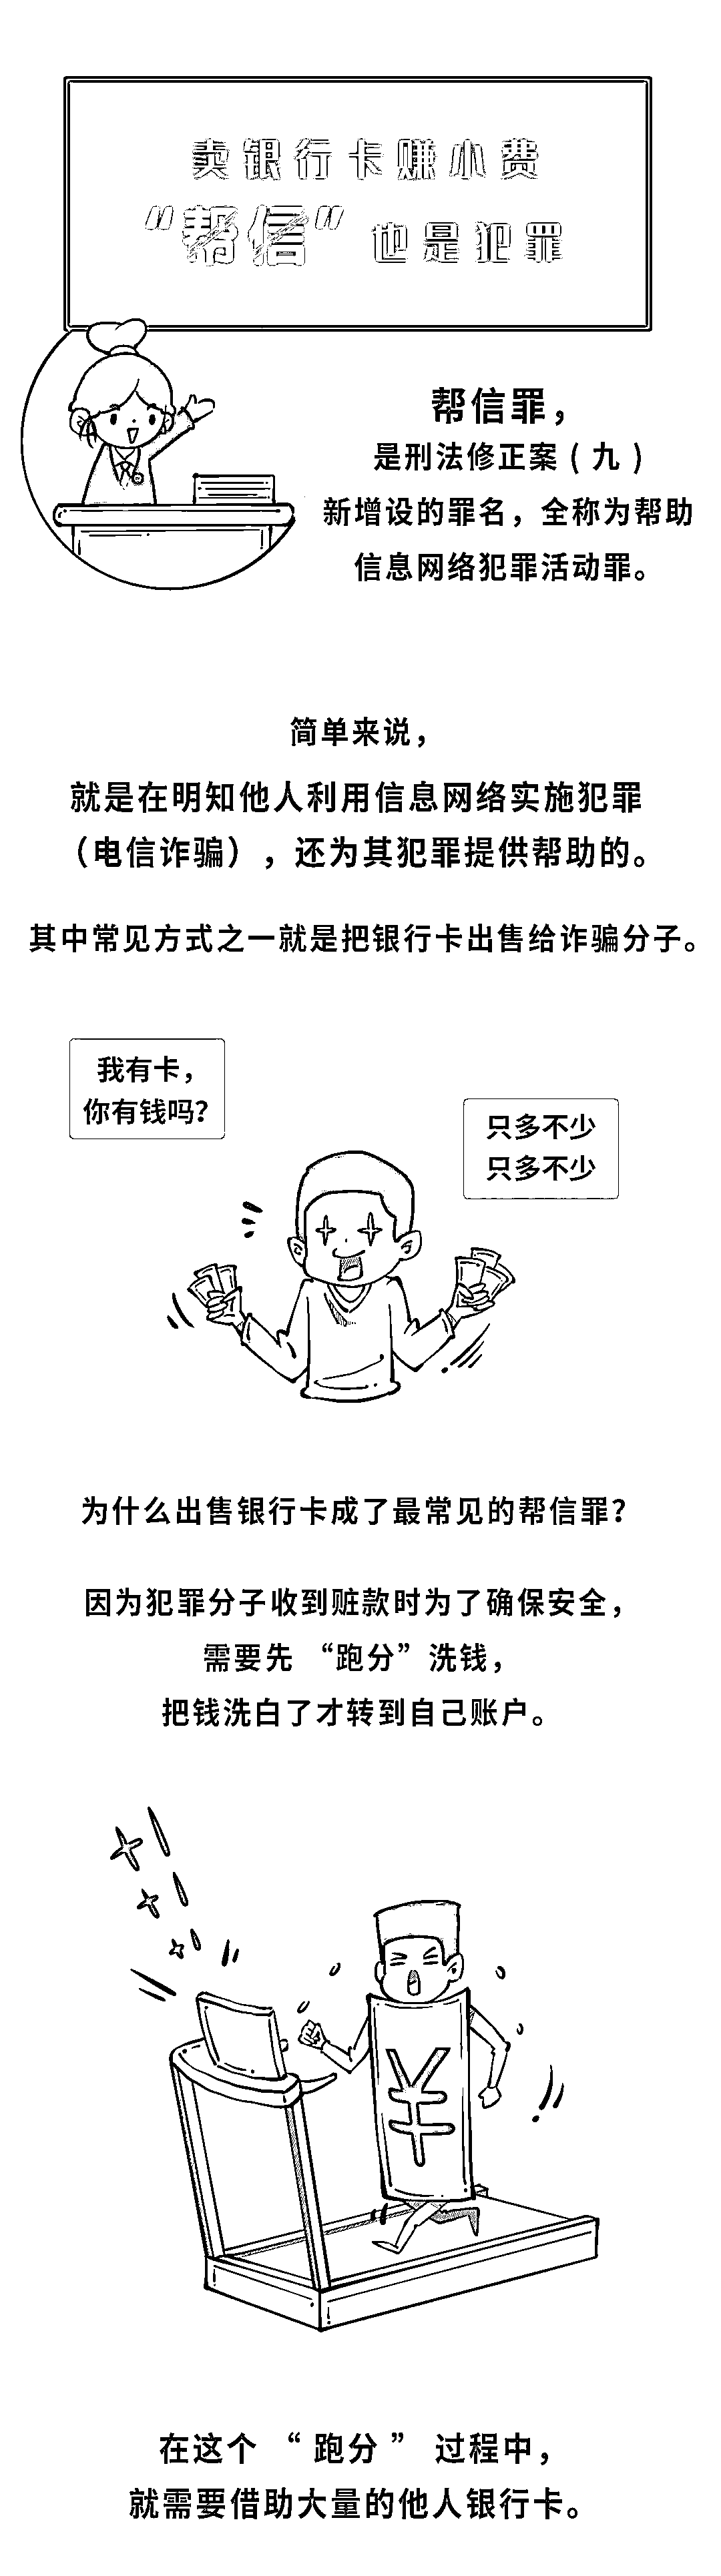 卖银行卡赚小费
“帮信”也是犯罪
帮信罪，
是刑法修正案（九）
新增设的罪名，全称为帮助
信息网络犯罪活动罪。
简单来说，
就是在明知他人利用信息网络实施犯罪
（电信诈骗），还为其犯罪提供帮助的。
其中常见方式之一就是把银行卡出售给诈骗分子。
我有卡，
你有钱吗？
只多不少
只多不少
为什么出售银行卡成了最常见的帮信罪？
因为犯罪分子收到赃款时为了确保安全，
需要先“跑分”洗钱，
把钱洗白了才转到自己账户。
¥
在这个“跑分”过程中，
就需要借助大量的他人银行卡。